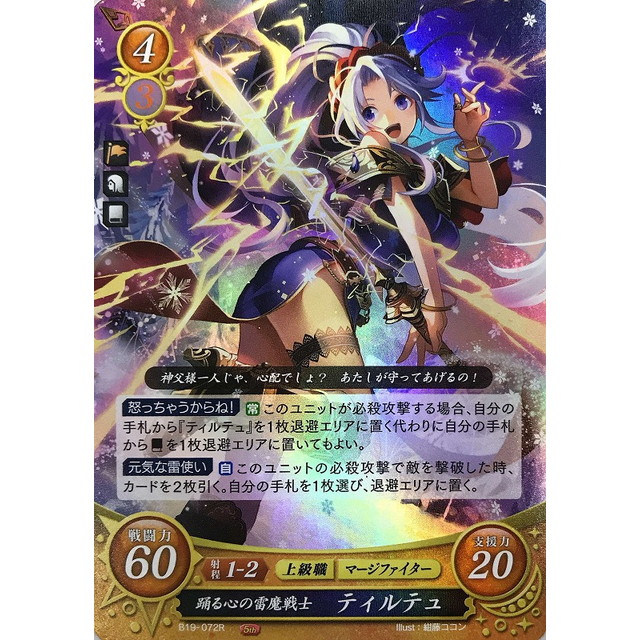 4
3
神父様一人じゃ、心配でしょ? あたしが守ってあげるの!
怒っちゃうからね! 常 このユニットが必殺攻撃する場合、自分の
手札から『ティルテュ』を1枚退避エリアに置く代わりに自分の手札
から■を1枚退避エリアに置いてもよい。
元気な雷使い 自 このユニットの必殺攻撃で敵を撃破した時、
カードを2枚引く。自分の手札を1枚選び、退避エリアに置く。
戦闘力
60
射程 1-2
上級職
マージファイター
支援力
20
踊る心の雷魔戦士 ティルテュ
B19-072R
5th
Illust:紺藤ココン